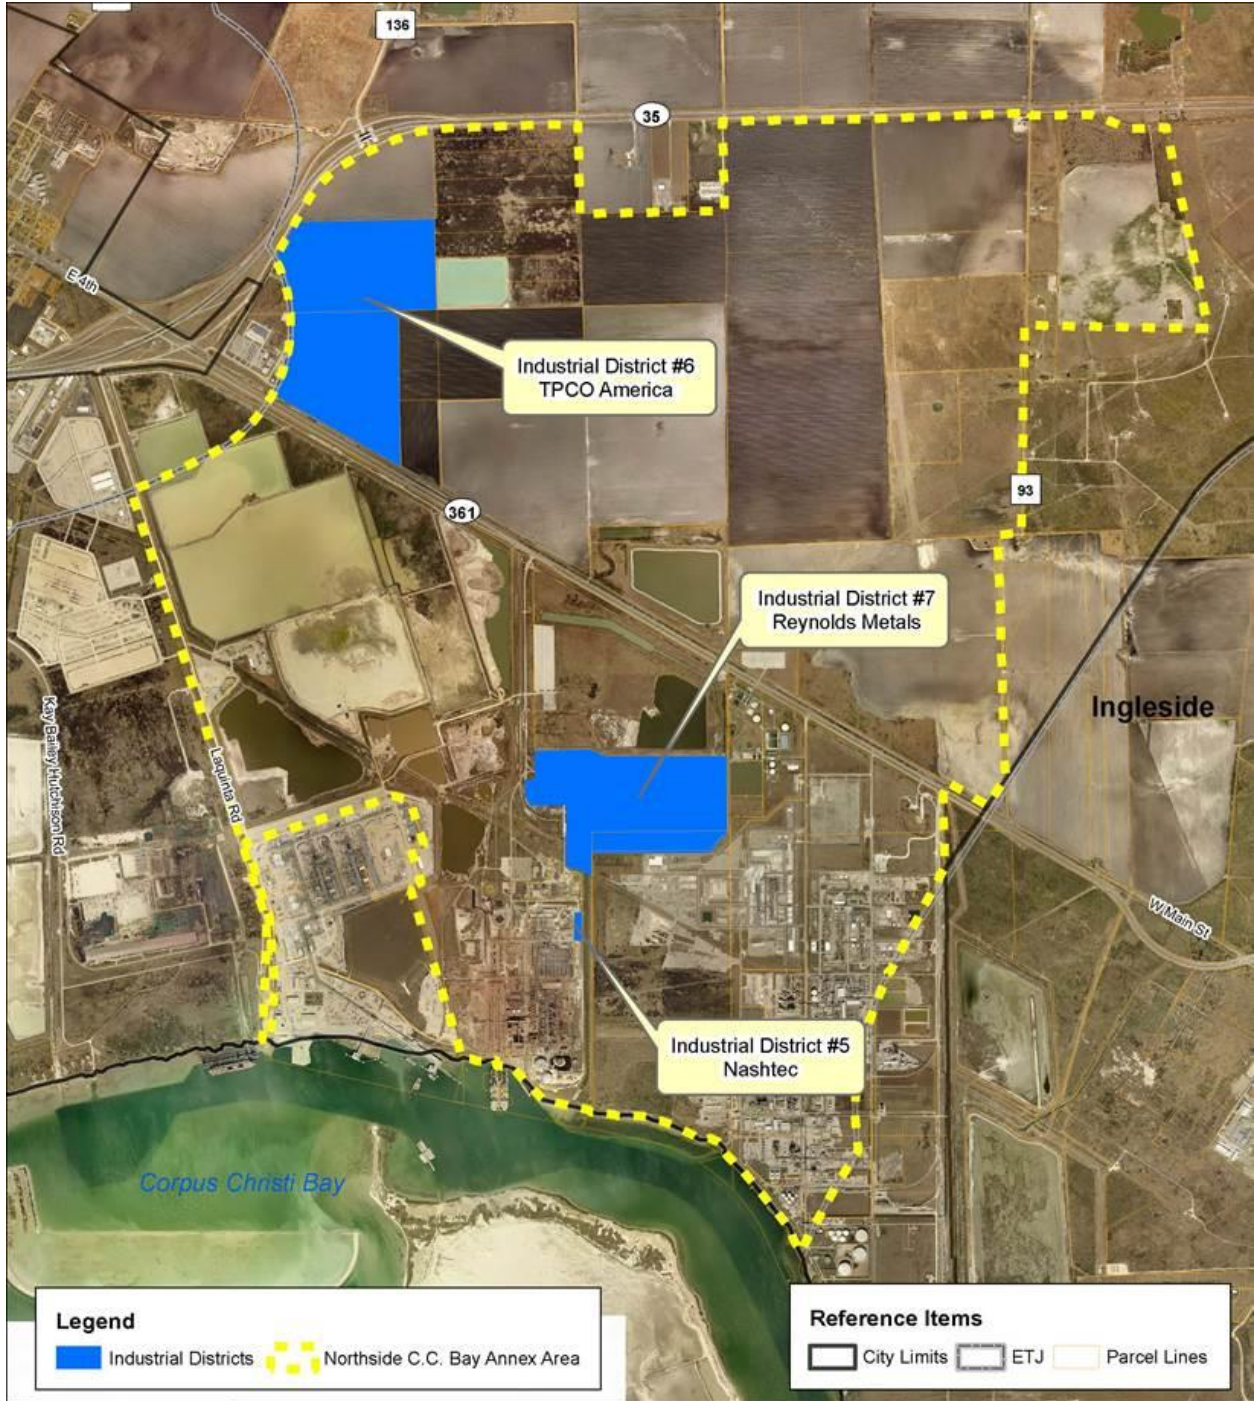 136
35
E 4th
Industrial District #6
TPCO America
361
93
Industrial District #7
Reynolds Metals
Ingleside
Kay Bailey Hutchison Rd
Laquinta Rd
W Main St
Industrial District #5
Nashtec
Corpus Christi Bay
Legend
Industrial Districts
Northside C.C. Bay Annex Area
Reference Items
City Limits
ETJ
Parcel Lines